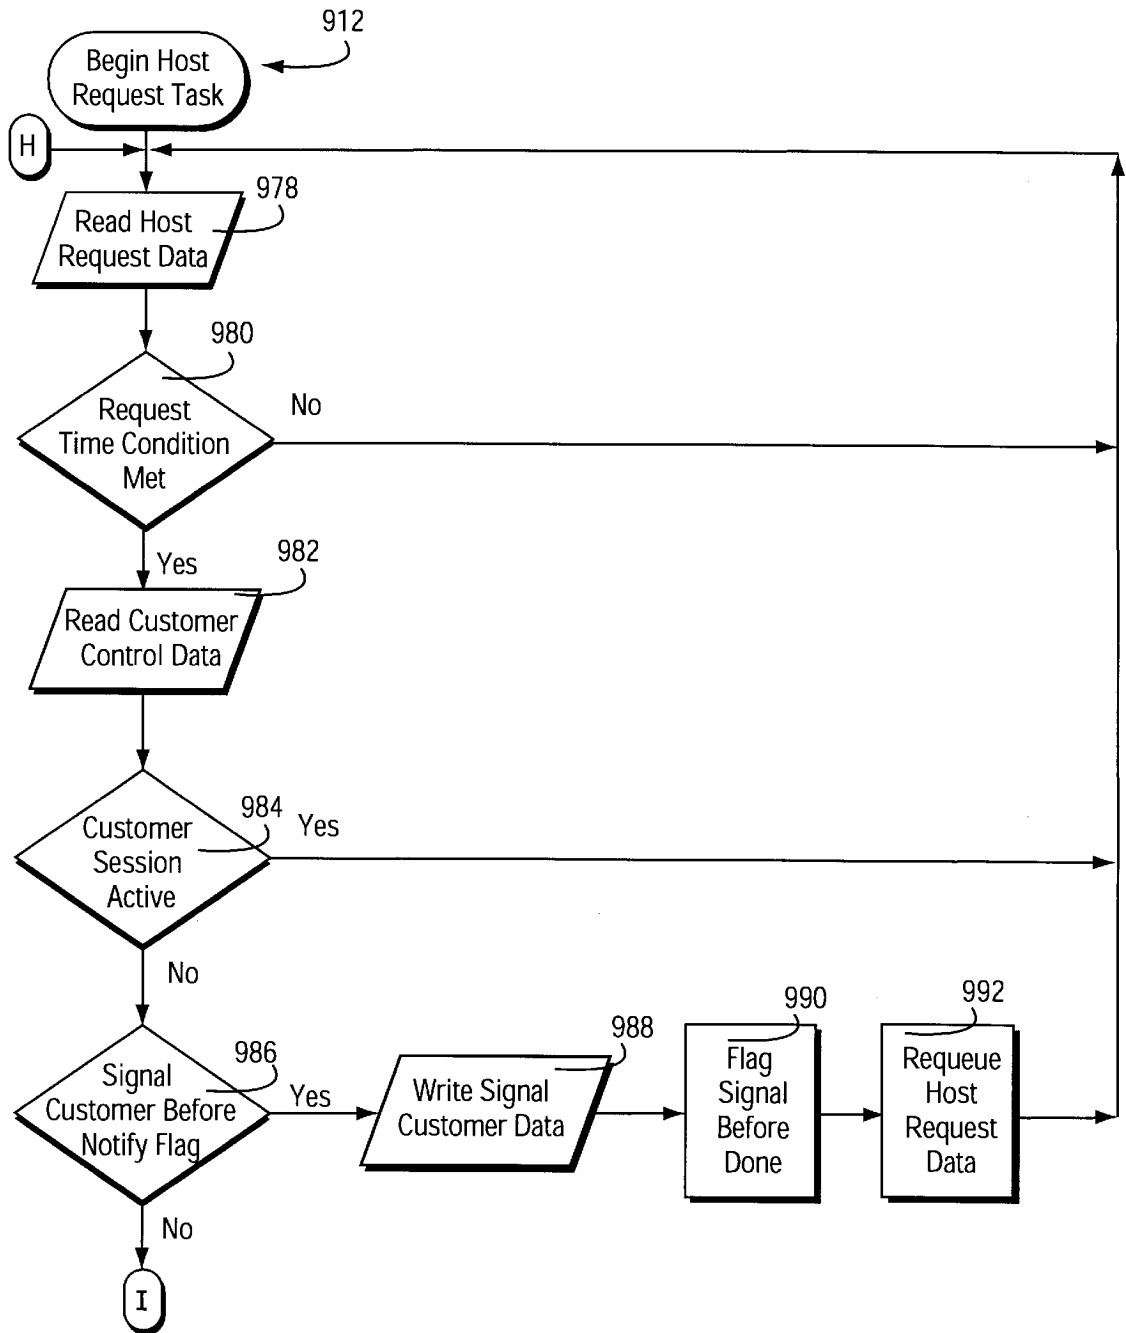 912
Begin Host
Request Task
H
978
Read Host
Request Data
980
Request
Time Condition
Met
No
Yes
982
Read Customer
Control Data
984
Customer
Session
Active
Yes
No
986
Signal
Customer Before
Notify Flag
Yes
988
Write Signal
Customer Data
990
Flag
Signal
Before
Done
992
Requeue
Host
Request
Data
No
I